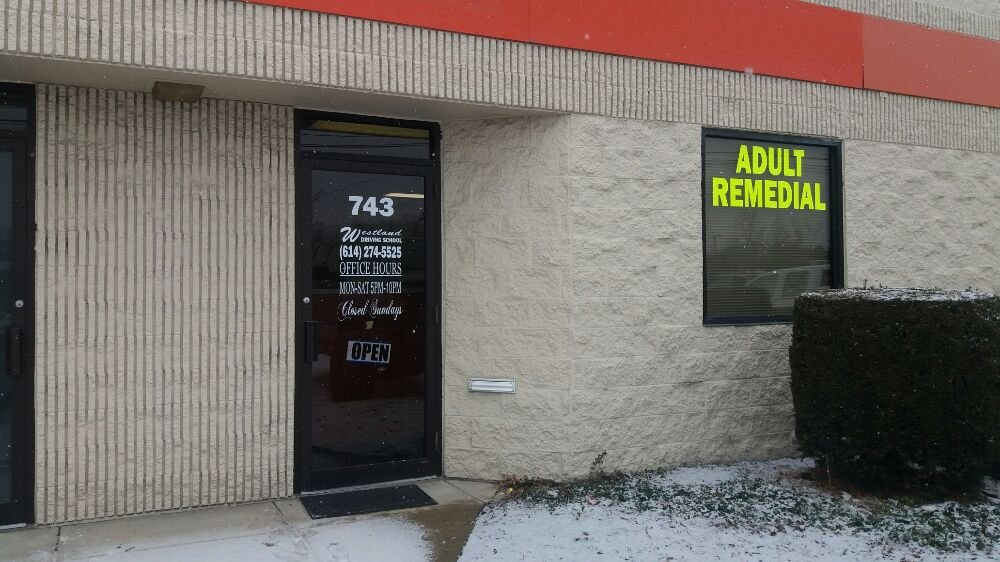 743
Westland
DRIVING SCHOOL
(614) 274-5525
OFFICE HOURS
MON-SAT 5PM-10PM
Closed Sundays
OPEN
ADULT
REMEDIAL